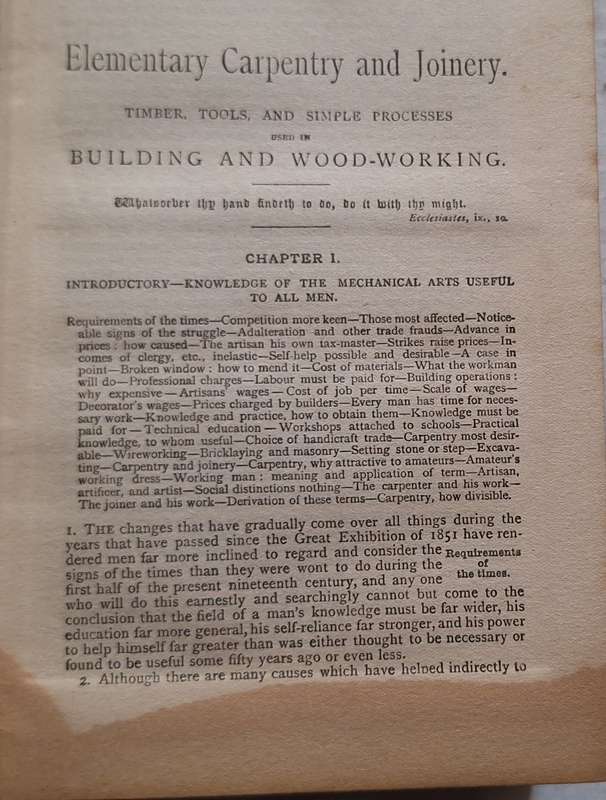 Elementary Carpentry and Joinery.
TIMBER, TOOLS, AND SIMPLE PROCESSES
USED IN
BUILDING AND WOOD-WORKING.
Whatsoever thy hand findeth to do, do it with thy might.
Ecclesiastes, ix., 10.
CHAPTER I.
INTRODUCTORY—KNOWLEDGE OF THE MECHANICAL ARTS USEFUL
TO ALL MEN.
Requirements of the times—Competition more keen—Those most affected—Notice-
able signs of the struggle—Adulteration and other trade frauds—Advance in
prices: how caused—The artisan his own tax-master—Strikes raise prices—In-
comes of clergy, etc., inelastic—Self-help possible and desirable—A case in
point—Broken window: how to mend it—Cost of materials—What the workman
will do—Professional charges—Labour must be paid for—Building operations:
why expensive—Artisans' wages—Cost of job per time—Scale of wages—
Decorator's wages—Prices charged by builders—Every man has time for neces-
sary work—Knowledge and practice, how to obtain them—Knowledge must be
paid for—Technical education—Workshops attached to schools—Practical
knowledge, to whom useful—Choice of handicraft trade—Carpentry most desir-
able—Wireworking—Bricklaying and masonry—Setting stone or step—Excava-
ting—Carpentry and joinery—Carpentry, why attractive to amateurs—Amateur's
working dress—Working man: meaning and application of term—Artisan,
artificer, and artist—Social distinctions nothing—The carpenter and his work—
The joiner and his work—Derivation of these terms—Carpentry, how divisible.
1. THE changes that have gradually come over all things during the
years that have passed since the Great Exhibition of 1851 have ren-
dered men far more inclined to regard and consider the
signs of the times than they were wont to do during the
first half of the present nineteenth century, and any one
Requirements
of
the times.
who will do this earnestly and searchingly cannot but come to the
conclusion that the field of a man's knowledge must be far wider, his
education far more general, his self-reliance far stronger, and his power
to help himself far greater than was either thought to be necessary or
found to be useful some fifty years ago or even less.
2. Although there are many causes which have helped indirectly to